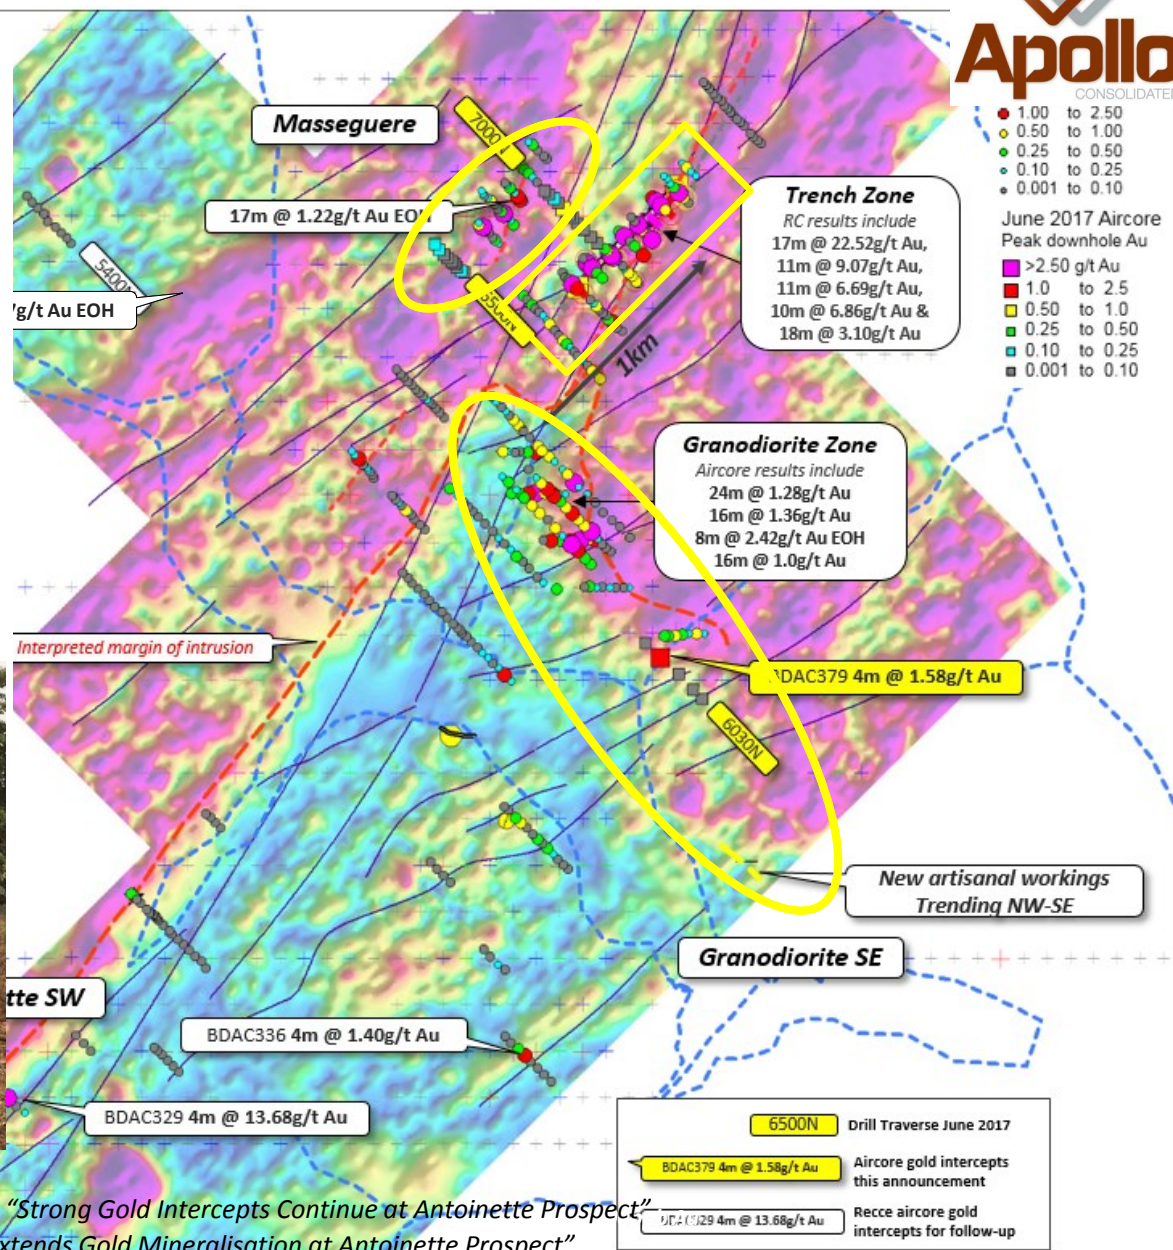 Apollo
CONSOLIDATED
1.00 to 2.50
0.50 to 1.00
0.25 to 0.50
0.10 to 0.25
0.001 to 0.10
June 2017 Aircore
Peak downhole Au
>2.50 g/t Au
1.0 to 2.5
0.50 to 1.0
0.25 to 0.50
0.10 to 0.25
0.001 to 0.10
Masseguere
7000
17m @ 1.22g/t Au EOH
5400N
g/t Au EOH
6500N
Trench Zone
RC results include
17m @ 22.52g/t Au,
11m @ 9.07g/t Au,
11m @ 6.69g/t Au,
10m @ 6.86g/t Au &
18m @ 3.10g/t Au
1km
Granodiorite Zone
Aircore results include
24m @ 1.28g/t Au
16m @ 1.36g/t Au
8m @ 2.42g/t Au EOH
16m @ 1.0g/t Au
Interpreted margin of intrusion
BDAC379 4m @ 1.58g/t Au
6030N
New artisanal workings
Trending NW-SE
Granodiorite SE
tte SW
BDAC336 4m @ 1.40g/t Au
BDAC329 4m @ 13.68g/t Au
6500N Drill Traverse June 2017
BDAC379 4m @ 1.58g/t Au Aircore gold intercepts
this announcement
BDAC329 4m @ 13.68g/t Au Recce aircore gold
intercepts for follow-up
“Strong Gold Intercepts Continue at Antoinette Prospect”
xtends Gold Mineralisation at Antoinette Prospect”